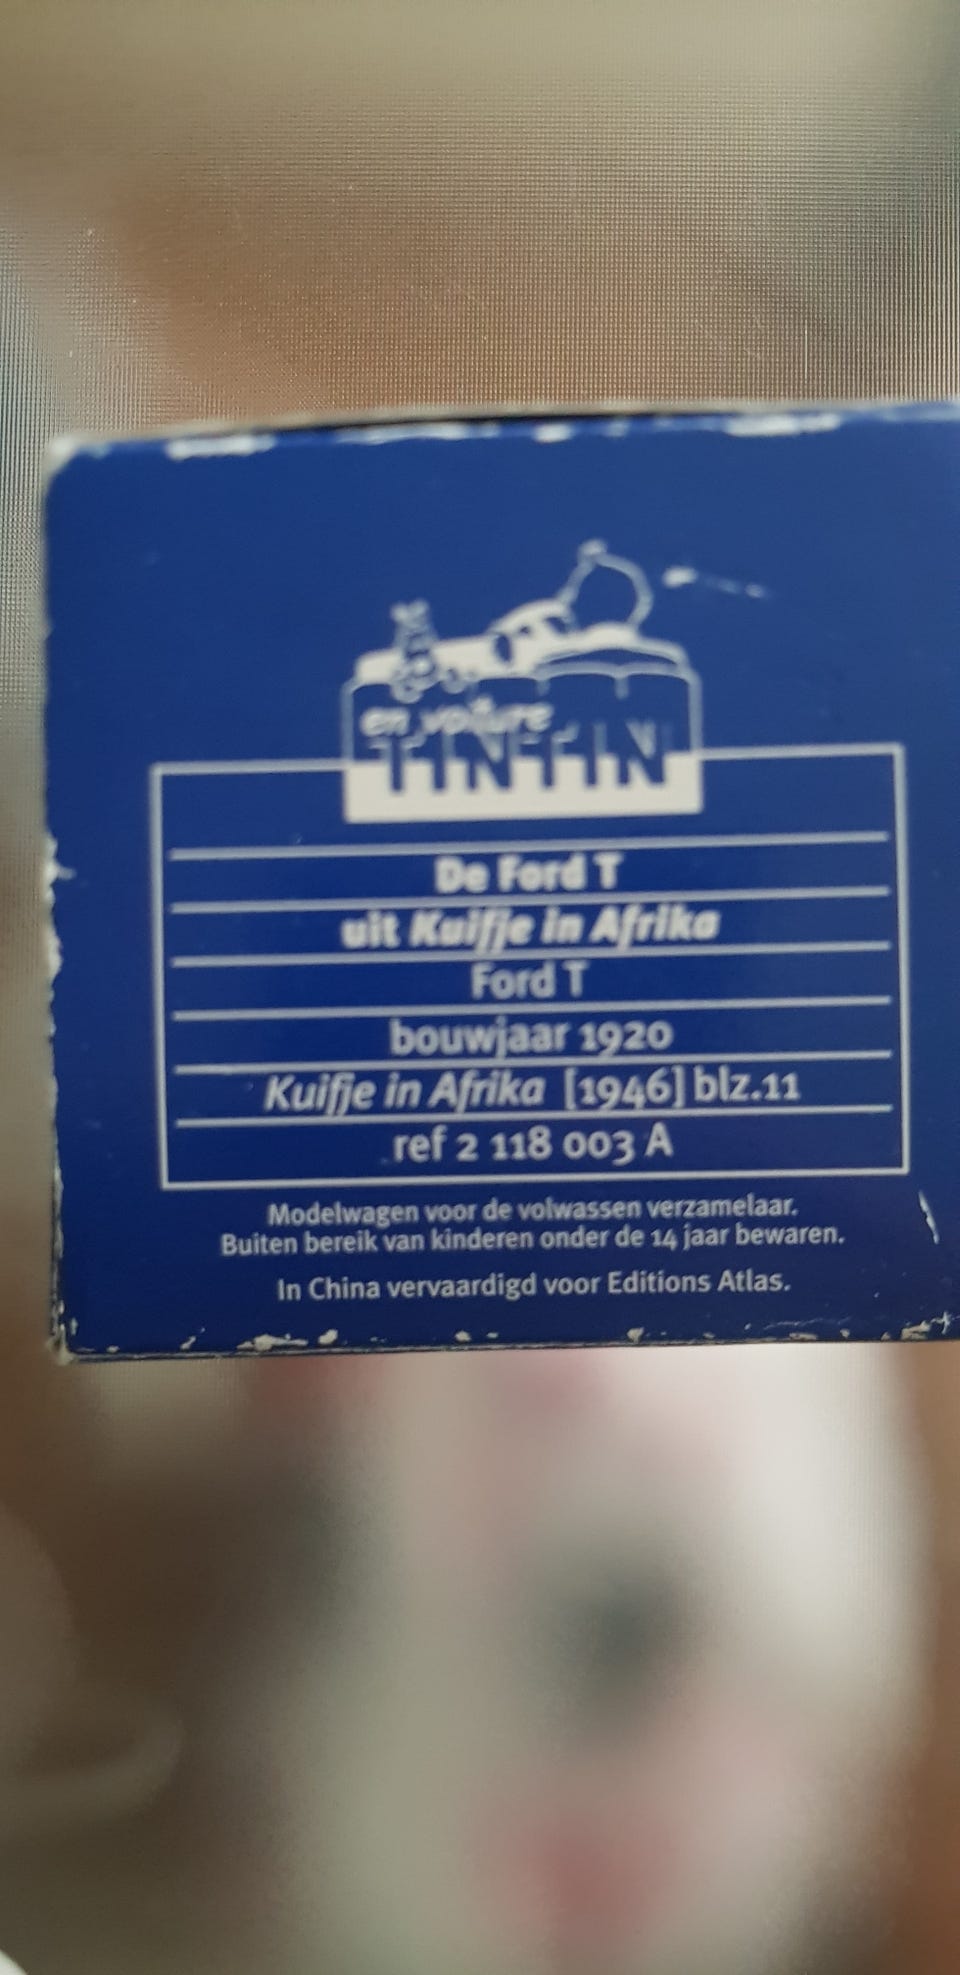 en voiture
TINTIN
De Ford T
uit Kuifje in Afrika
Ford T
bouwjaar 1920
Kuifje in Afrika [1946] blz.11
ref 2 118 003 A
Modelwagen voor de volwassen verzamelaar.
Buiten bereik van kinderen onder de 14 jaar bewaren.
In China vervaardigd voor Editions Atlas.